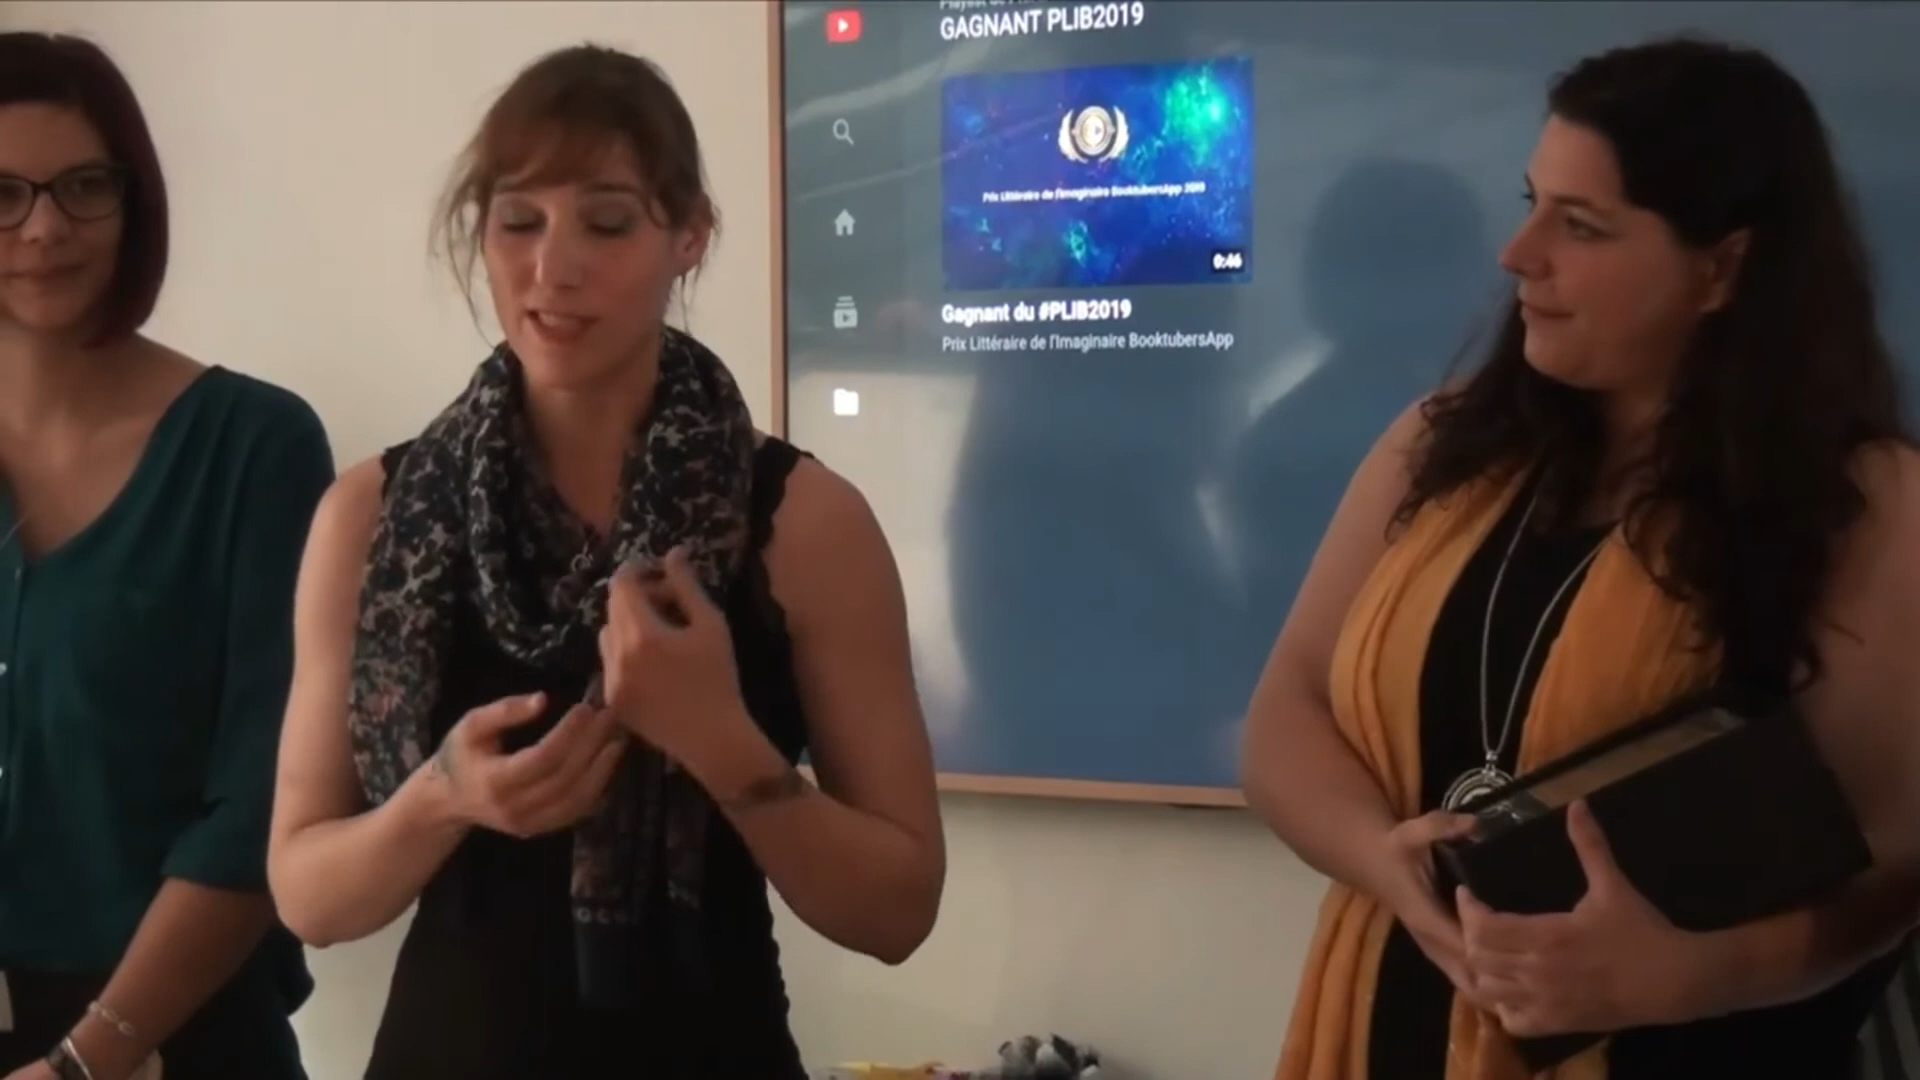 GAGNANT PLIB2019
Prix Littéraire de l'Imaginaire BooktubersApp 2019
0:46
Gagnant du #PLIB2019
Prix Littéraire de l'Imaginaire BooktubersApp